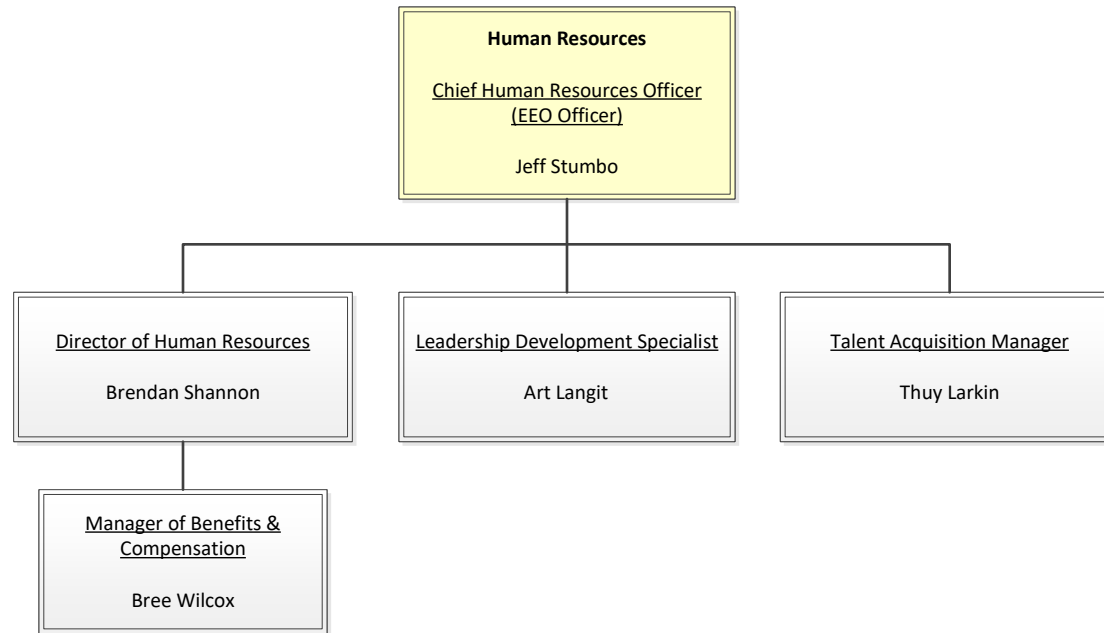 Human Resources
Chief Human Resources Officer
(EEO Officer)
Jeff Stumbo
Director of Human Resources
Brendan Shannon
Leadership Development Specialist
Art Langit
Talent Acquisition Manager
Thuy Larkin
Manager of Benefits &
Compensation
Bree Wilcox